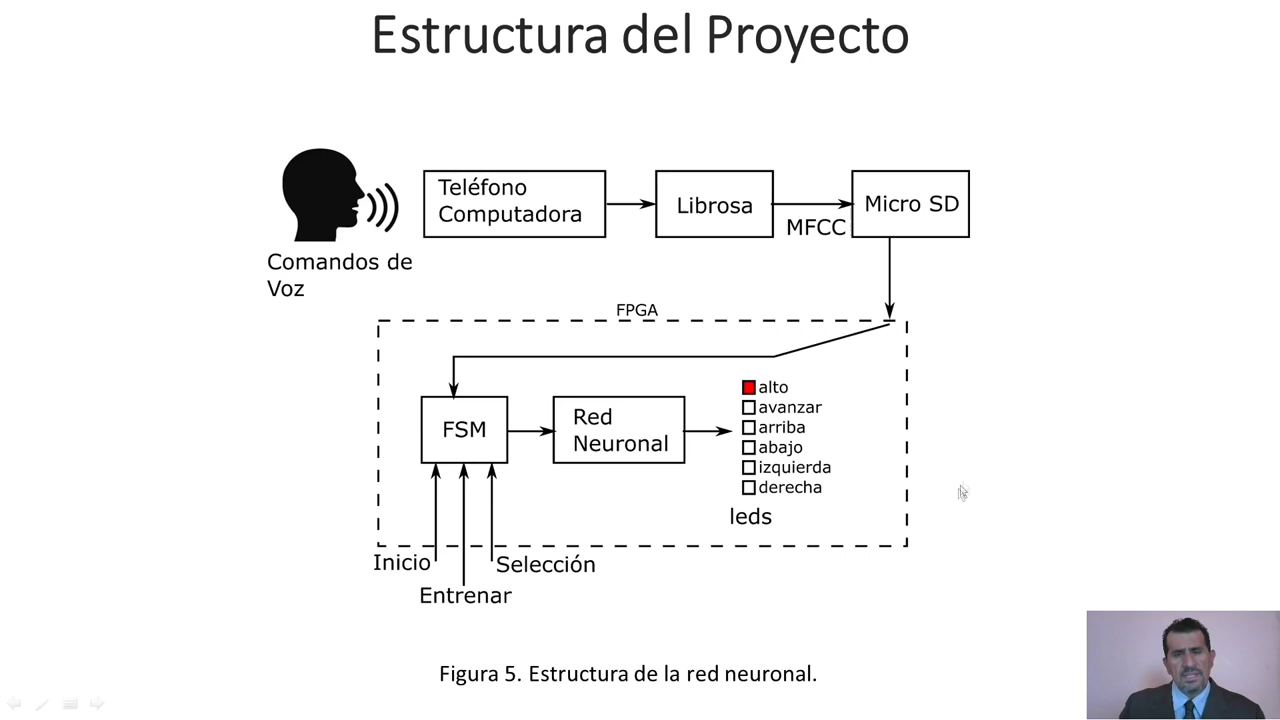 Estructura del Proyecto
Teléfono
Computadora
Librosa
MFCC
Micro SD
Comandos de
Voz
FPGA
FSM
Red
Neuronal
alto
avanzar
arriba
abajo
izquierda
derecha
leds
Inicio
Selección
Entrenar
Figura 5. Estructura de la red neuronal.